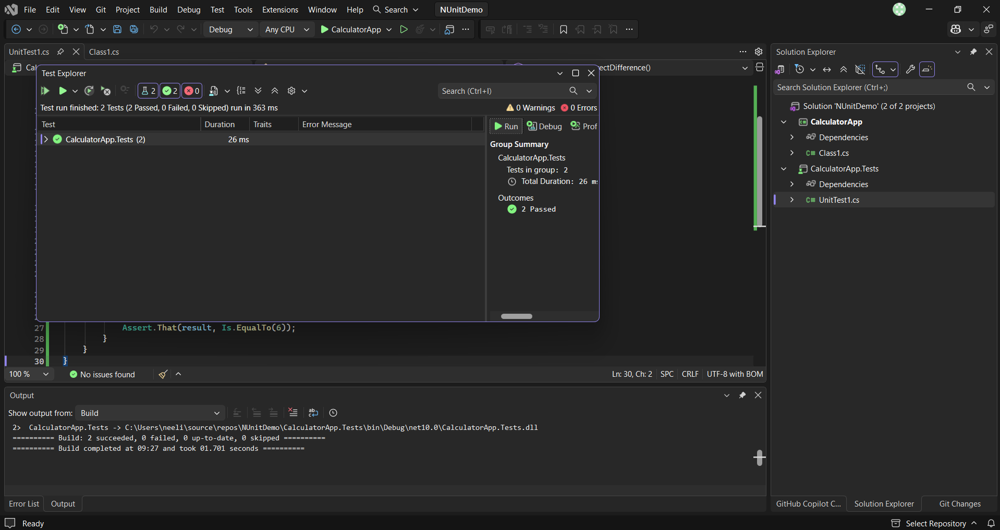 File Edit View Git Project Build Debug Test Tools Extensions Window Help Search NUnitDemo
Debug Any CPU CalculatorApp
UnitTest1.cs Class1.cs
Cal ectDifference()
Test Explorer
2 2 0 Search (Ctrl+I)
Test run finished: 2 Tests (2 Passed, 0 Failed, 0 Skipped) run in 363 ms 0 Warnings 0 Errors
Test Duration Traits Error Message
CalculatorApp.Tests (2) 26 ms
Run Debug Prof
Group Summary
CalculatorApp.Tests
Tests in group: 2
Total Duration: 26 ms
Outcomes
2 Passed
27 Assert.That(result, Is.EqualTo(6));
28 }
29 }
30 }
100 % No issues found Ln: 30, Ch: 2 SPC CRLF UTF-8 with BOM
Output
Show output from: Build
2> CalculatorApp.Tests -> C:\Users\neeli\source\repos\NUnitDemo\CalculatorApp.Tests\bin\Debug\net10.0\CalculatorApp.Tests.dll
========== Build: 2 succeeded, 0 failed, 0 up-to-date, 0 skipped ==========
========== Build completed at 09:27 and took 01.701 seconds ==========
Error List Output
Solution Explorer
Search Solution Explorer (Ctrl+;)
Solution 'NUnitDemo' (2 of 2 projects)
C# CalculatorApp
Dependencies
C# Class1.cs
CalculatorApp.Tests
Dependencies
C# UnitTest1.cs
GitHub Copilot C... Solution Explorer Git Changes
Ready Select Repository